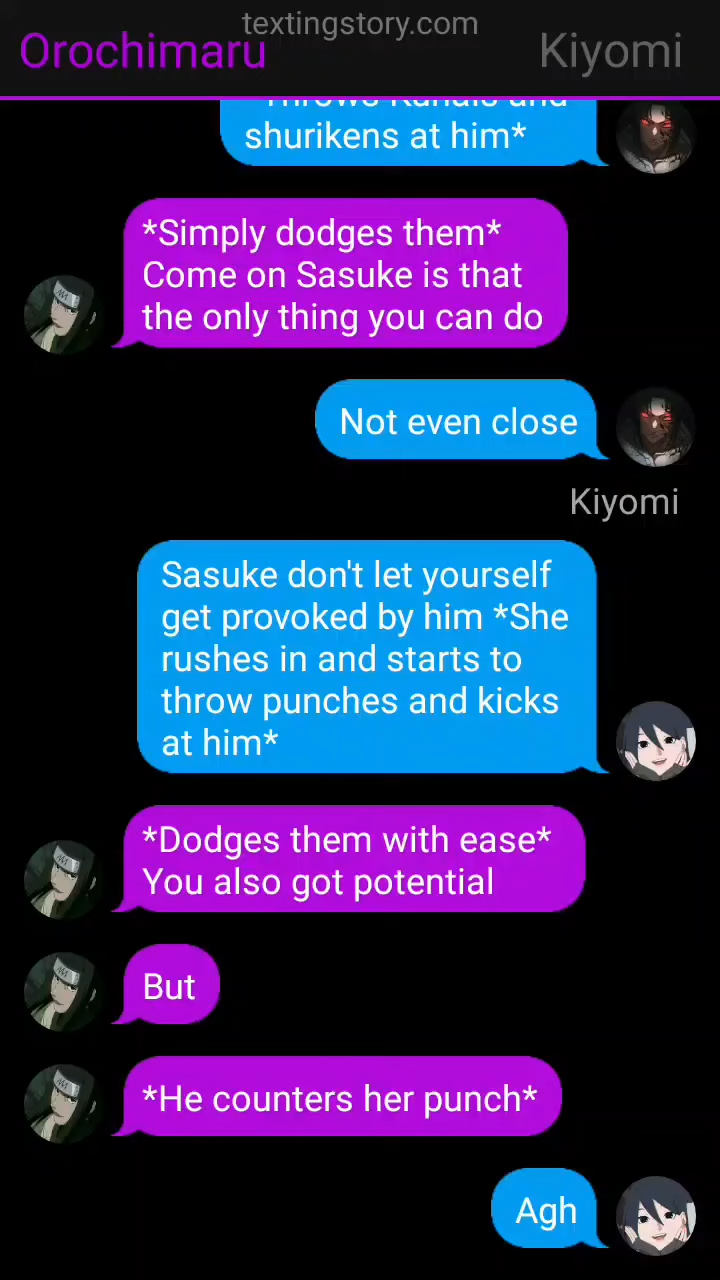 textingstory.com
Orochimaru
Kiyomi
shurikens at him*
*Simply dodges them*
Come on Sasuke is that
the only thing you can do
Not even close
Kiyomi
Sasuke don't let yourself
get provoked by him *She
rushes in and starts to
throw punches and kicks
at him*
*Dodges them with ease*
You also got potential
But
*He counters her punch*
Agh